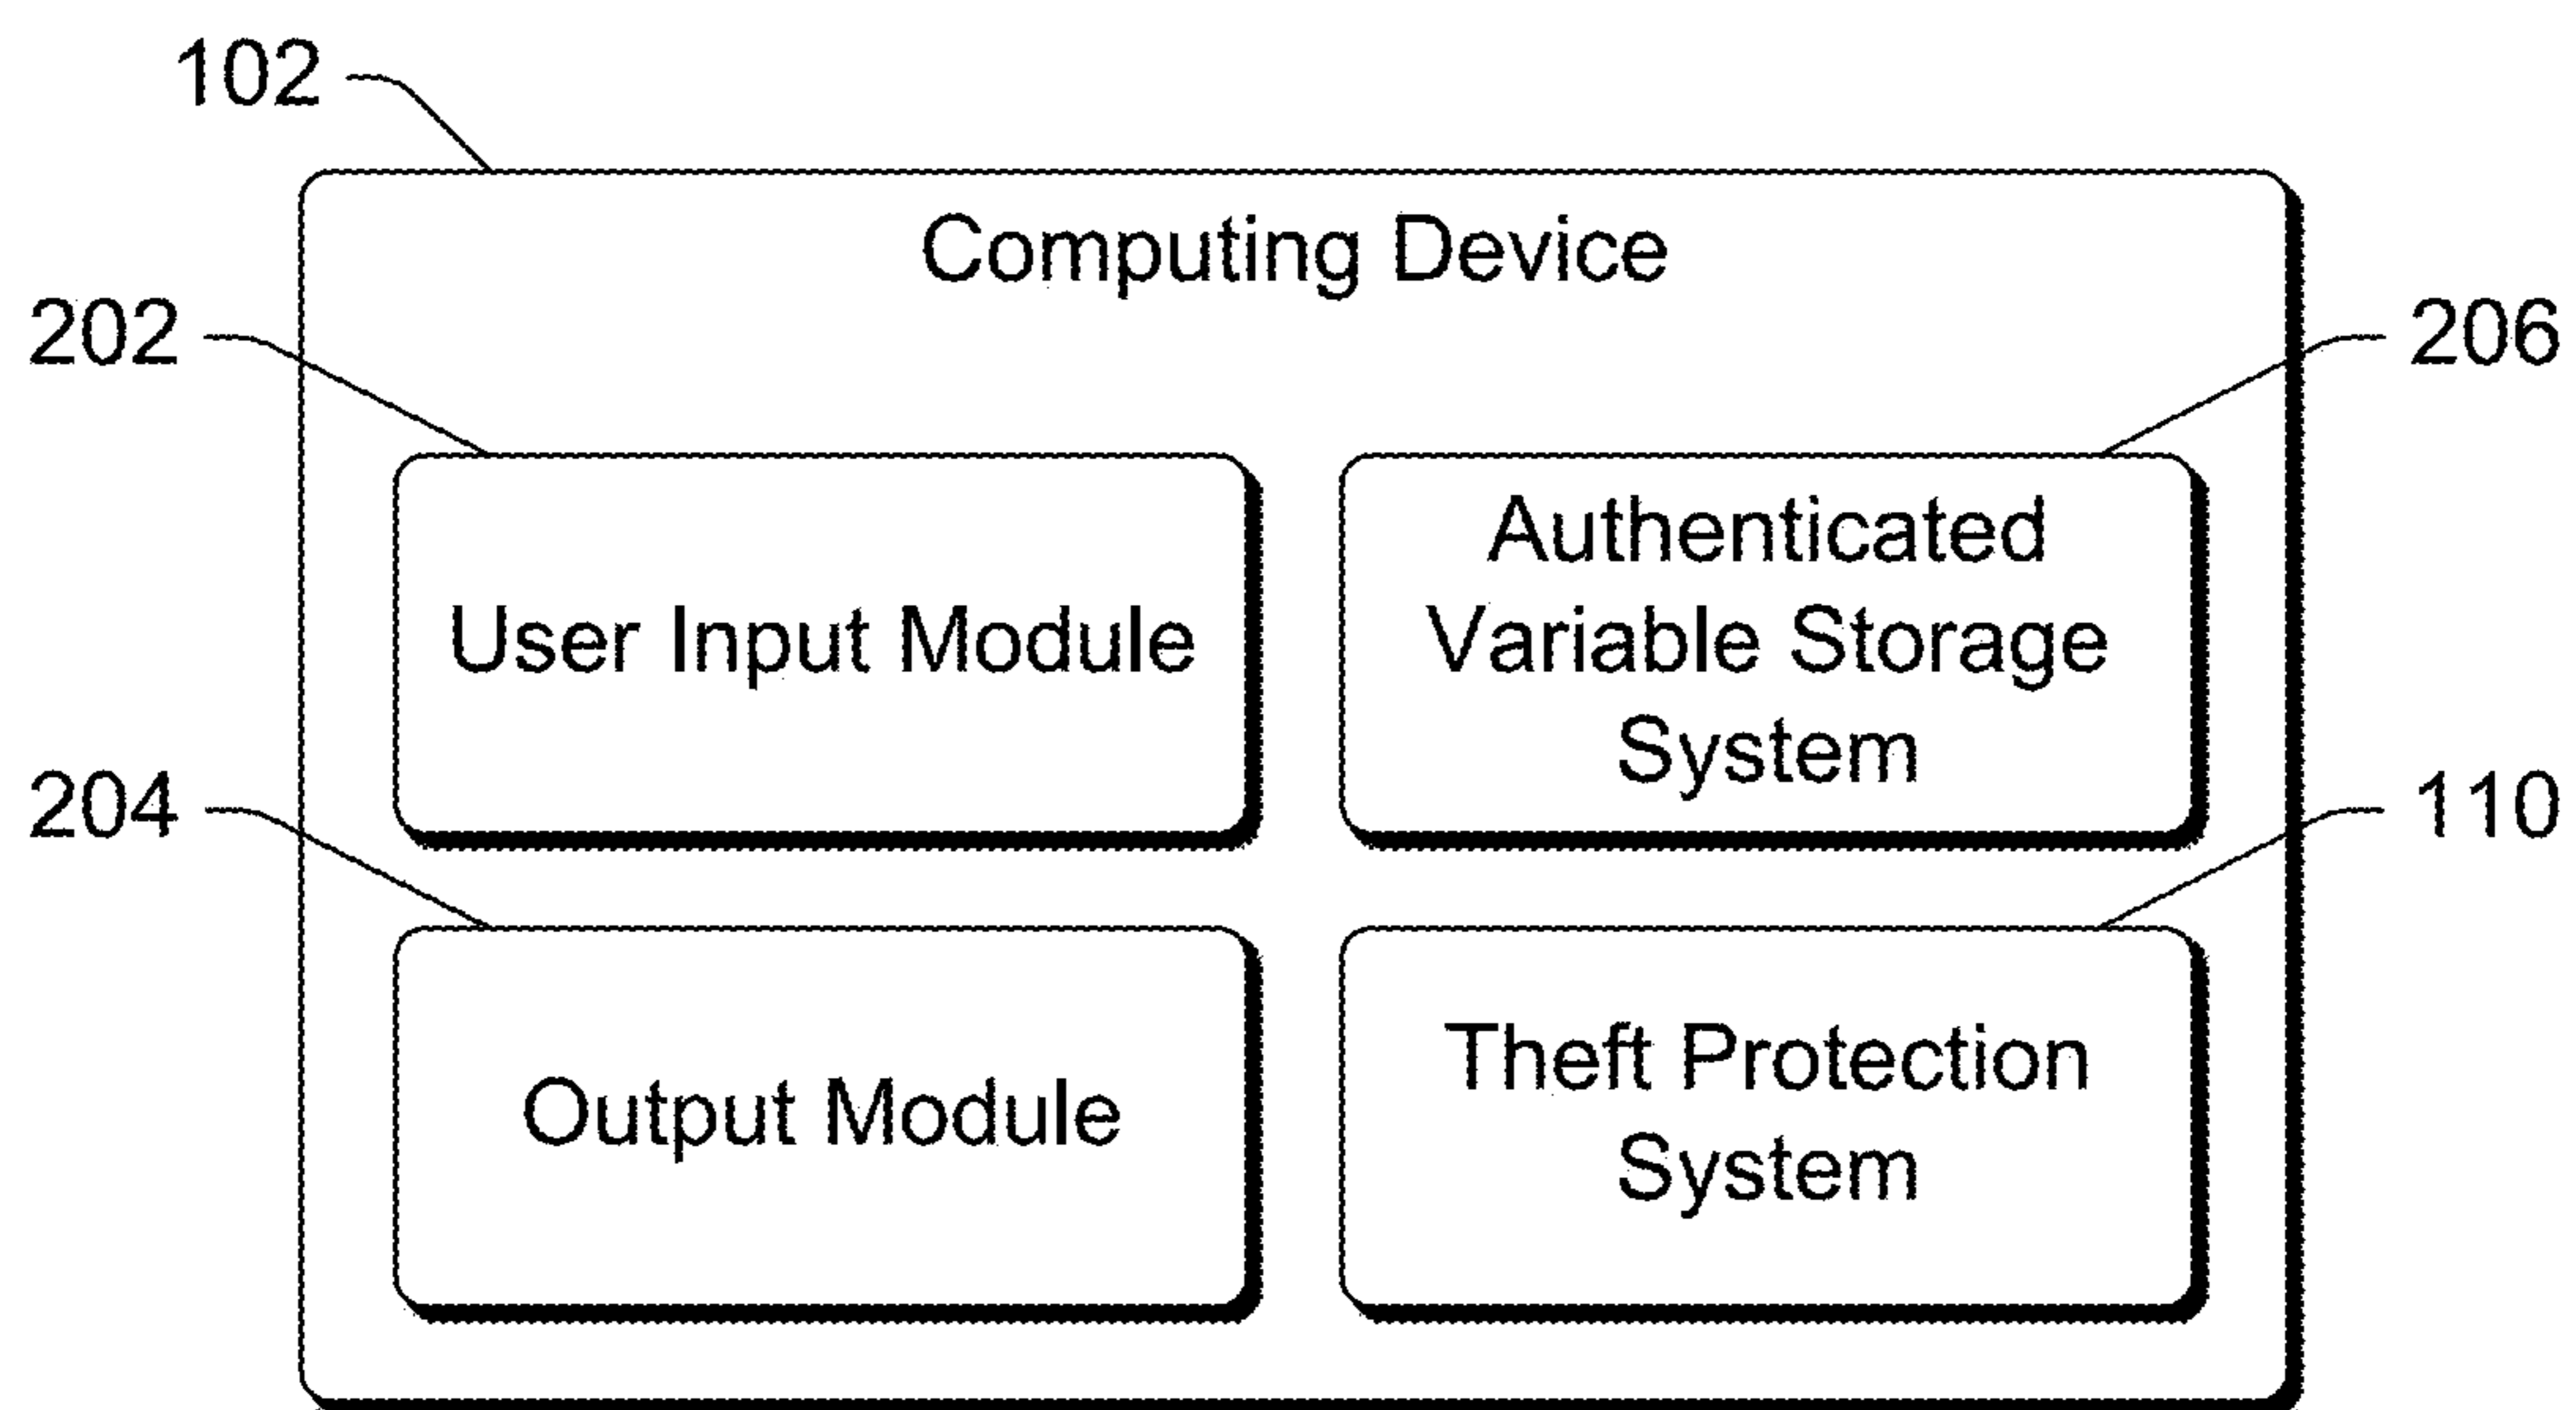 102
Computing Device
202
206
User Input Module
Authenticated
Variable Storage
System
204
110
Output Module
Theft Protection
System